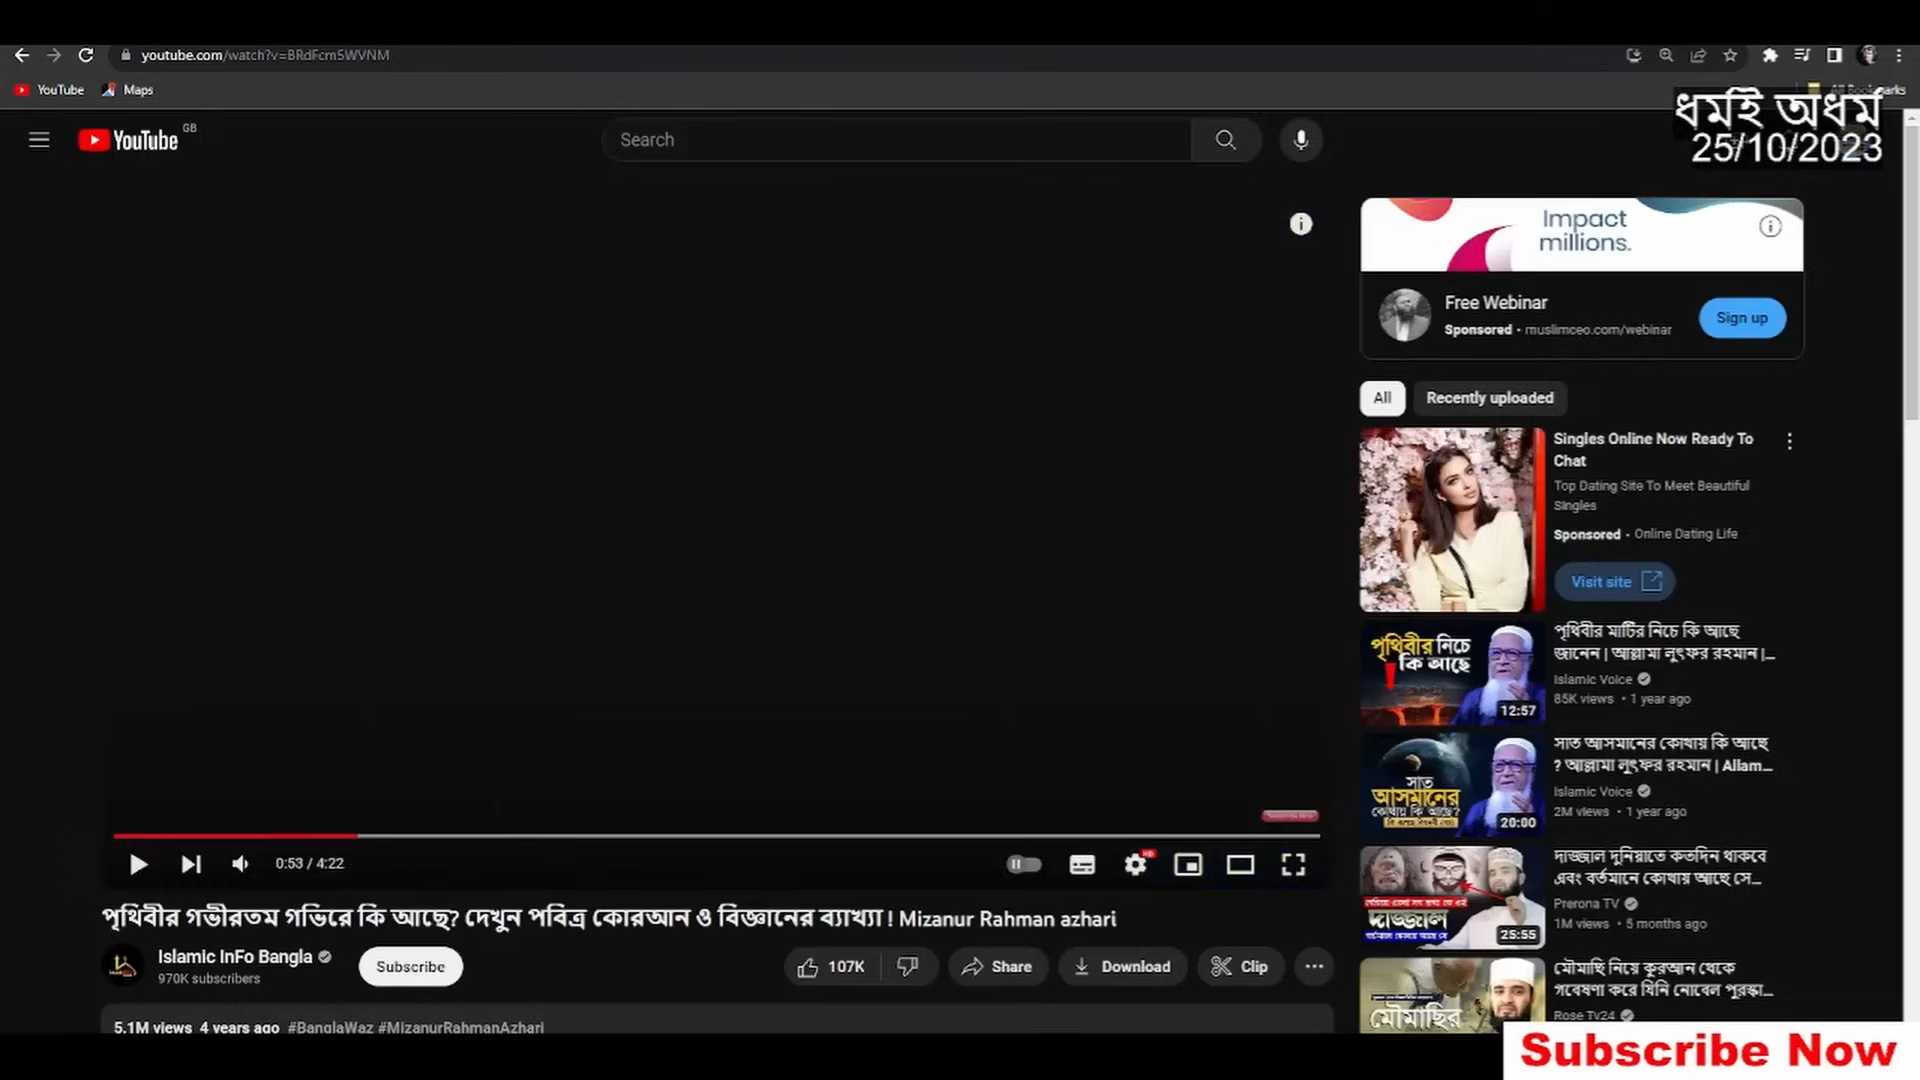 youtube.com/watch?v=BRdFcm5WVNM
YouTube
Maps
All Bookmarks
ধর্মই অধর্ম
25/10/2023
YouTube GB
Search
Impact
millions.
Free Webinar
Sponsored · muslimceo.com/webinar
Sign up
All
Recently uploaded
Singles Online Now Ready To
Chat
Top Dating Site To Meet Beautiful
Singles
Sponsored · Online Dating Life
Visit site
পৃথিবীর নিচে
কি আছে
12:57
পৃথিবীর মাটির নিচে কি আছে
জানেন | আল্লামা লুৎফর রহমান |...
Islamic Voice
85K views · 1 year ago
সাত
আসমানের
কোথায় কি আছে?
20:00
সাত আসমানের কোথায় কি আছে
? আল্লামা লুৎফর রহমান | Allam...
Islamic Voice
2M views · 1 year ago
দাজ্জাল
25:55
দাজ্জাল দুনিয়াতে কতদিন থাকবে
এবং বর্তমানে কোথায় আছে সে...
Prerona TV
1M views · 5 months ago
মৌমাছির
মৌমাছি নিয়ে কুরআন থেকে
গবেষণা করে যিনি নোবেল পুরস্কা...
Rose Tv24
0:53 / 4:22
HD
পৃথিবীর গভীরতম গভিরে কি আছে? দেখুন পবিত্র কোরআন ও বিজ্ঞানের ব্যাখ্যা ! Mizanur Rahman azhari
Islamic InFo Bangla
970K subscribers
Subscribe
107K
Share
Download
Clip
5.1M views 4 years ago #BanglaWaz #MizanurRahmanAzhari
Subscribe Now